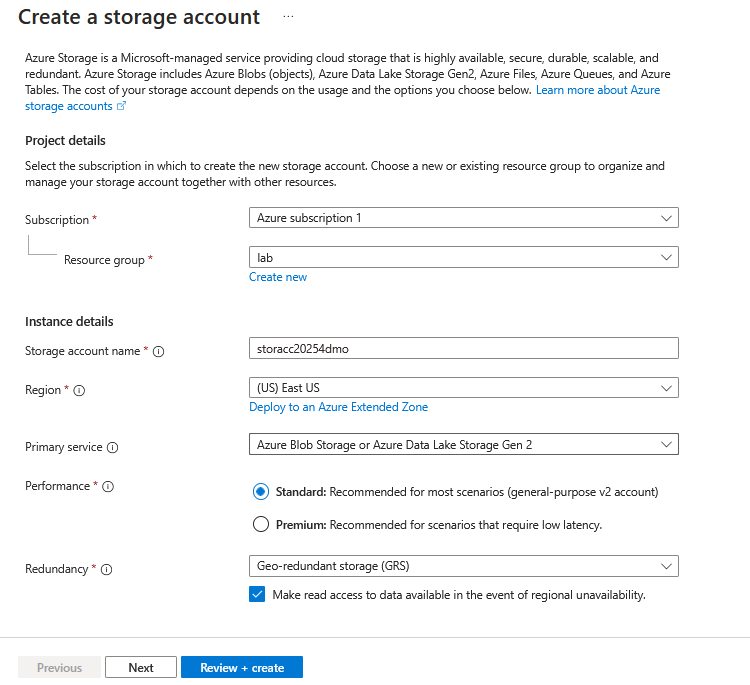 Create a storage account ...
Azure Storage is a Microsoft-managed service providing cloud storage that is highly available, secure, durable, scalable, and
redundant. Azure Storage includes Azure Blobs (objects), Azure Data Lake Storage Gen2, Azure Files, Azure Queues, and Azure
Tables. The cost of your storage account depends on the usage and the options you choose below. Learn more about Azure
storage accounts
Project details
Select the subscription in which to create the new storage account. Choose a new or existing resource group to organize and
manage your storage account together with other resources.
Subscription * Azure subscription 1
Resource group * lab
Create new
Instance details
Storage account name * storacc20254dmo
Region * (US) East US
Deploy to an Azure Extended Zone
Primary service Azure Blob Storage or Azure Data Lake Storage Gen 2
Performance * Standard: Recommended for most scenarios (general-purpose v2 account)
Premium: Recommended for scenarios that require low latency.
Redundancy * Geo-redundant storage (GRS)
Make read access to data available in the event of regional unavailability.
Previous Next Review + create